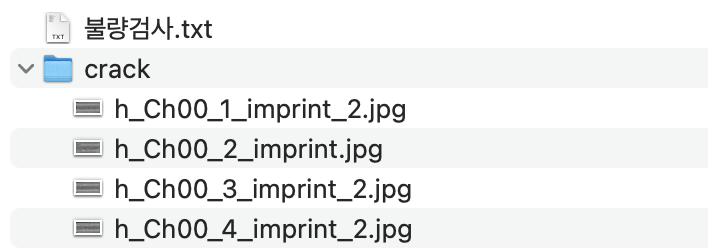 불량검사.txt
crack
h_Ch00_1_imprint_2.jpg
h_Ch00_2_imprint.jpg
h_Ch00_3_imprint_2.jpg
h_Ch00_4_imprint_2.jpg